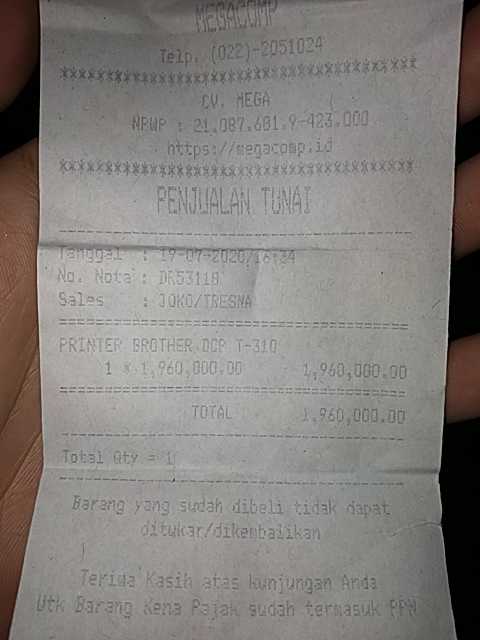 MEGACOMP
Telp. (022)-2051024
****************************************
CV. MEGA
NPWP : 21.087.601.9-423.000
https://megacomp.id
****************************************
PENJUALAN TUNAI
----------------------------------------
Tanggal : 19-07-2020/16:24
No. Nota : DR53118
Sales : JOKO/TRESNA
========================================
PRINTER BROTHER DCP T-310
1 * 1,960,000.00 1,960,000.00
========================================
TOTAL 1,960,000.00
----------------------------------------
Total Qty = 1
----------------------------------------
Barang yang sudah dibeli tidak dapat
ditukar/dikembalikan
Terima Kasih atas kunjungan Anda
Utk Barang Kena Pajak sudah termasuk PPN